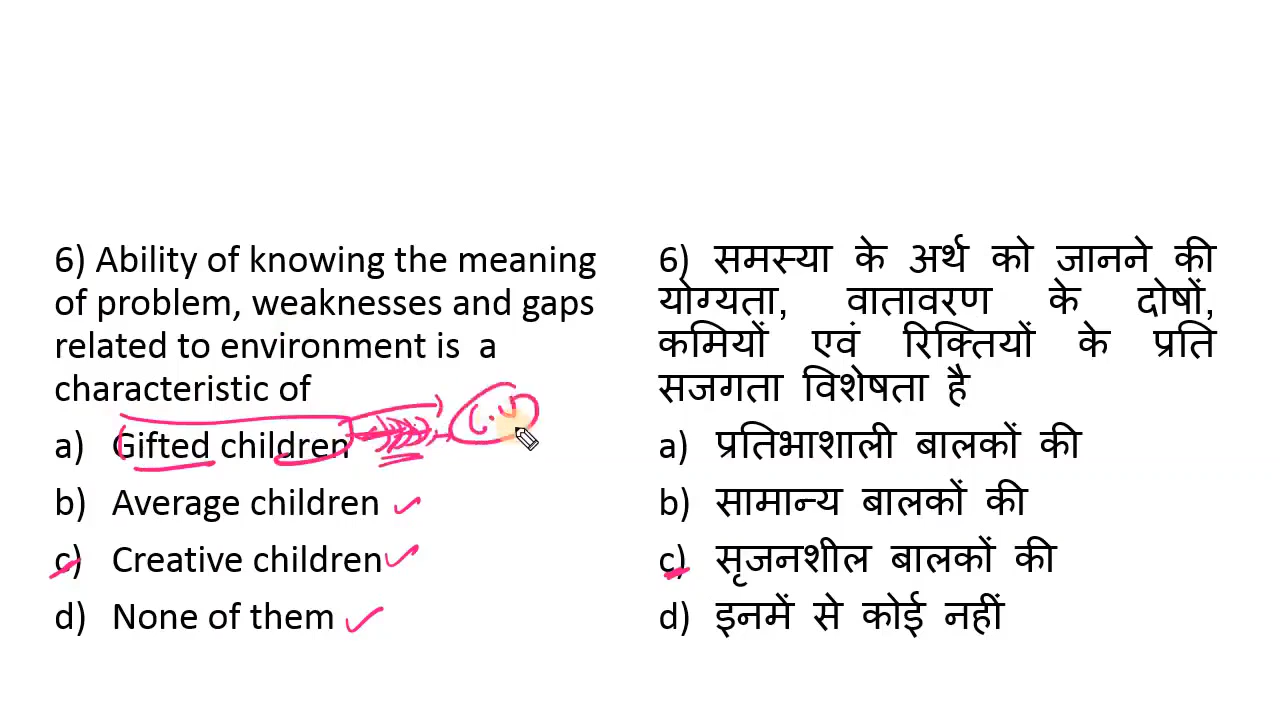 6) Ability of knowing the meaning
of problem, weaknesses and gaps
related to environment is a
characteristic of
a) Gifted children
b) Average children
c) Creative children
d) None of them
6) समस्या के अर्थ को जानने की
योग्यता, वातावरण के दोषों,
कमियों एवं रिक्तियों के प्रति
सजगता विशेषता है
a) प्रतिभाशाली बालकों की
b) सामान्य बालकों की
c) सृजनशील बालकों की
d) इनमें से कोई नहीं